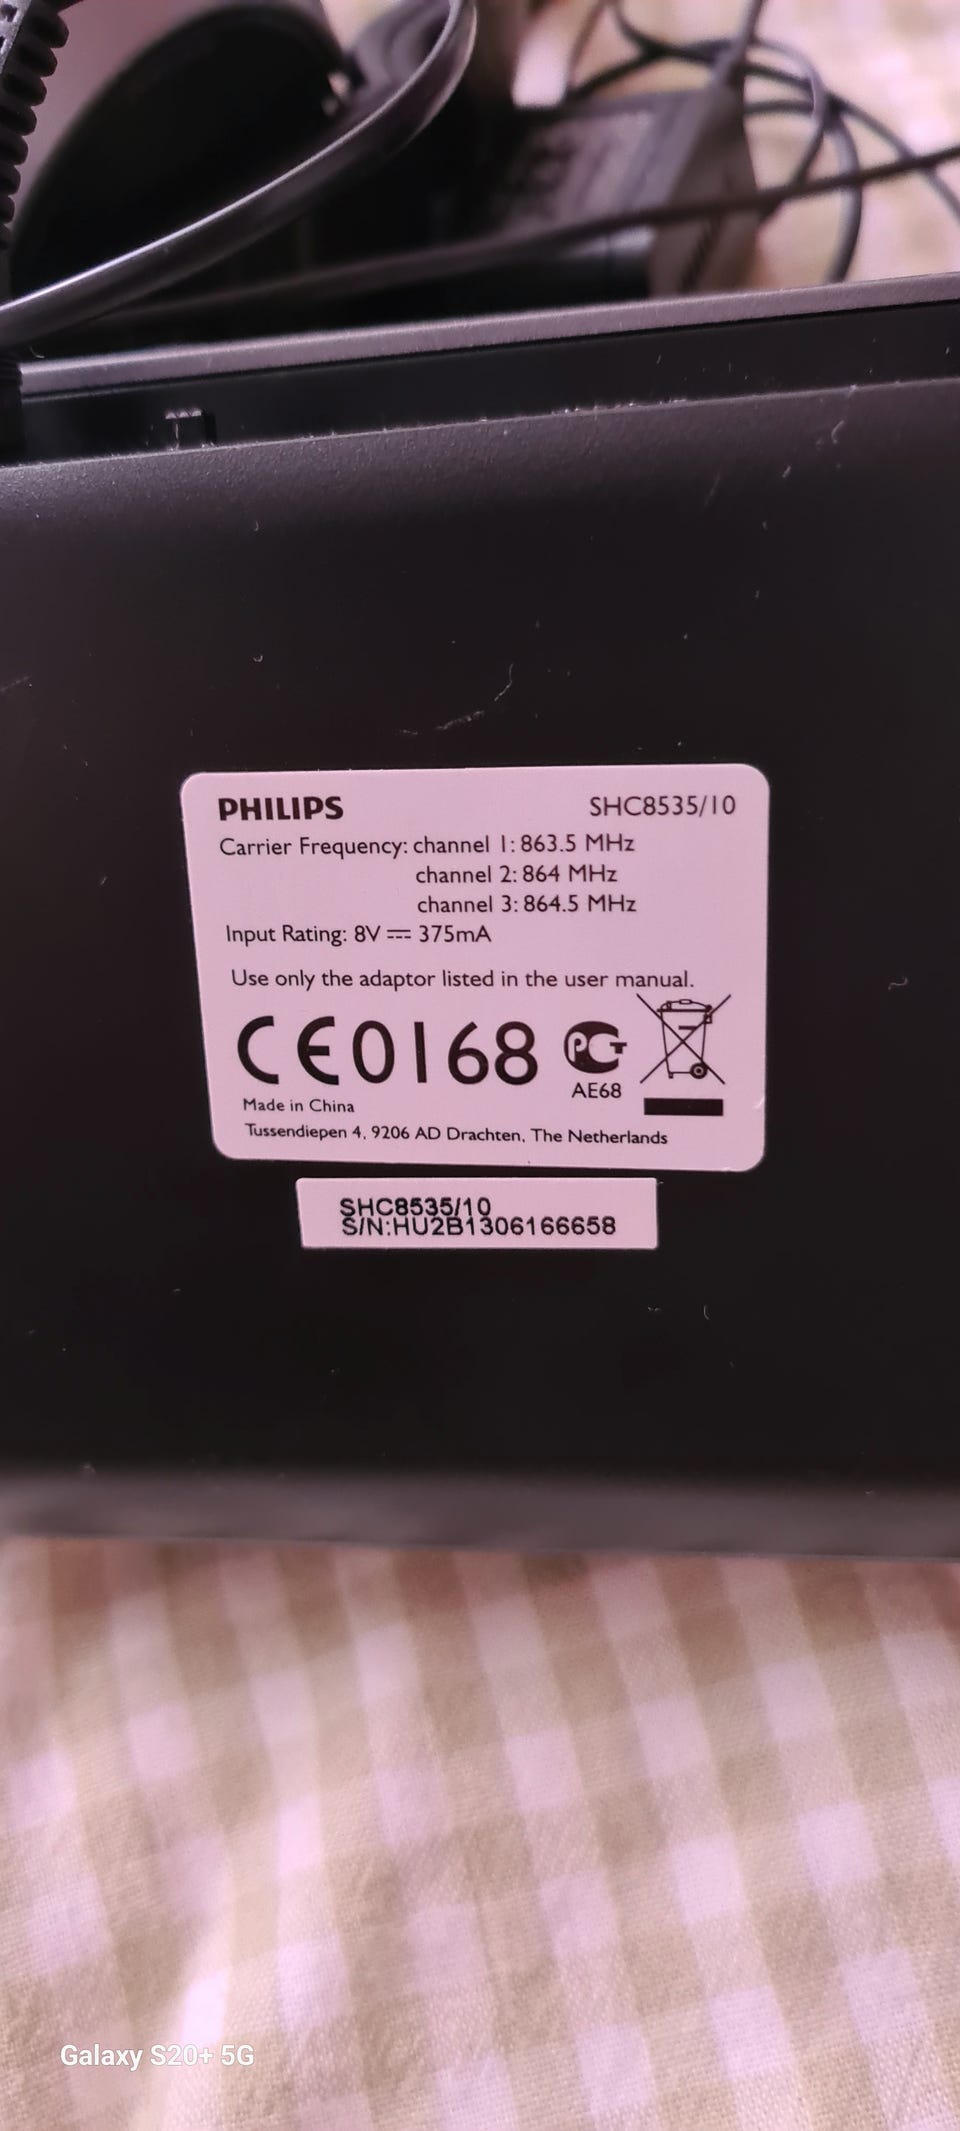 PHILIPS SHC8535/10
Carrier Frequency: channel 1: 863.5 MHz
channel 2: 864 MHz
channel 3: 864.5 MHz
Input Rating: 8V ⎓ 375mA
Use only the adaptor listed in the user manual.
CE0168 PCT
AE68
Made in China
Tussendiepen 4, 9206 AD Drachten, The Netherlands
SHC8535/10
S/N:HU2B1306166658
Galaxy S20+ 5G